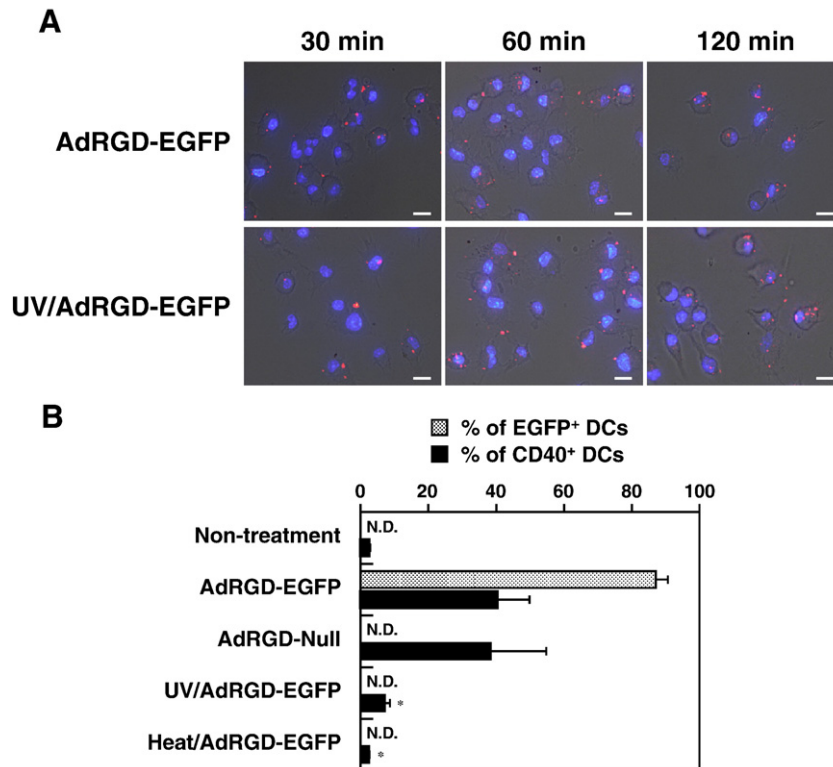 A
30 min 60 min 120 min
AdRGD-EGFP
UV/AdRGD-EGFP
B
% of EGFP⁺ DCs
% of CD40⁺ DCs
0 20 40 60 80 100
Non-treatment N.D.
AdRGD-EGFP
AdRGD-Null N.D.
UV/AdRGD-EGFP N.D.
*
Heat/AdRGD-EGFP N.D.
*